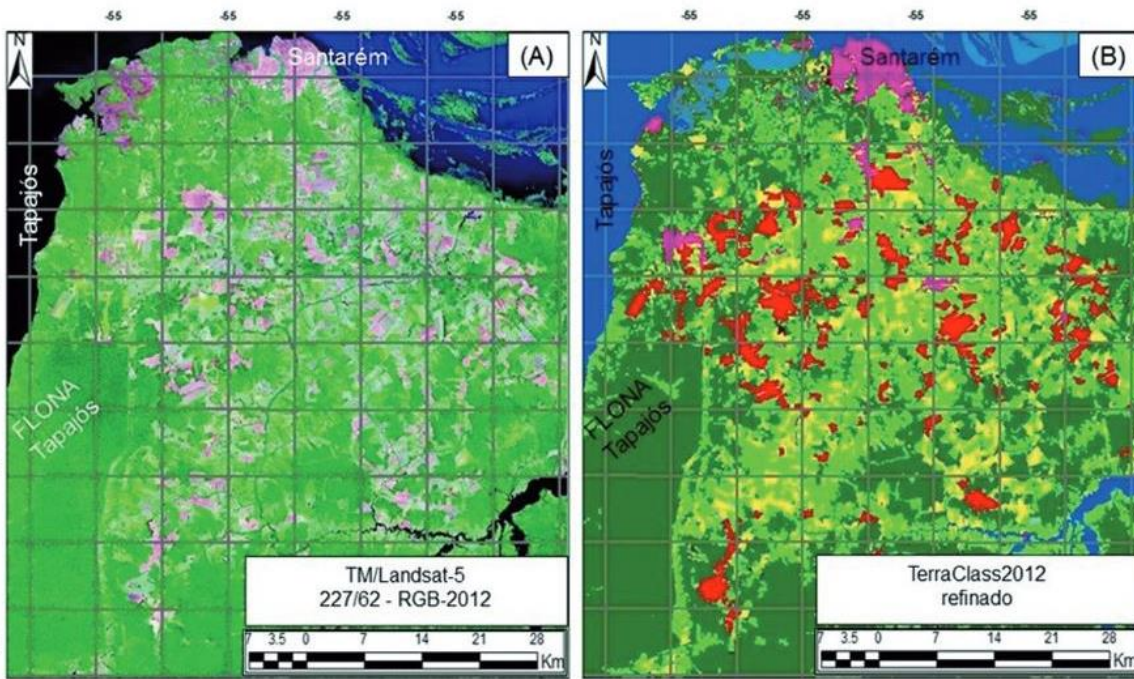 -55 -55 -55 -55
N
Santarém
(A)
Tapajós
FLONA
Tapajós
TM/Landsat-5
227/62 - RGB-2012
7 3.5 0 7 14 21 28
Km
-55 -55 -55 -55
N
Santarém
(B)
Tapajós
FLONA
Tapajós
TerraClass2012
refinado
7 3.5 0 7 14 21 28
Km